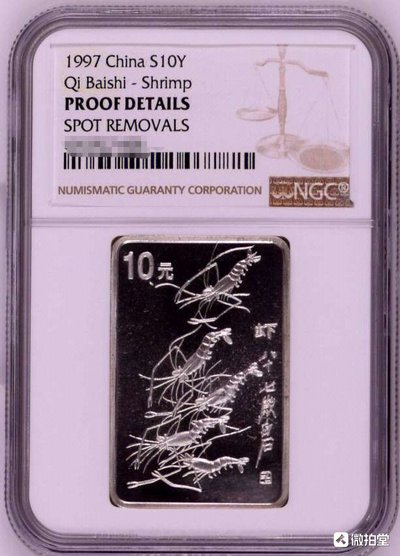 1997 China S10Y
Qi Baishi - Shrimp
PROOF DETAILS
SPOT REMOVALS
NUMISMATIC GUARANTY CORPORATION
NGC
10元
虾
微拍堂